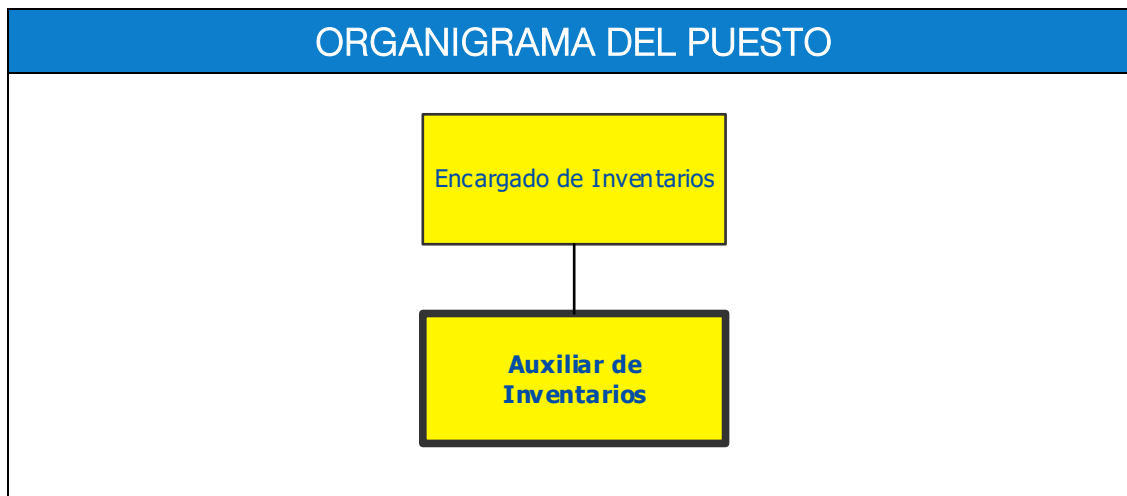 ORGANIGRAMA DEL PUESTO
Encargado de Inventarios
Auxiliar de
Inventarios